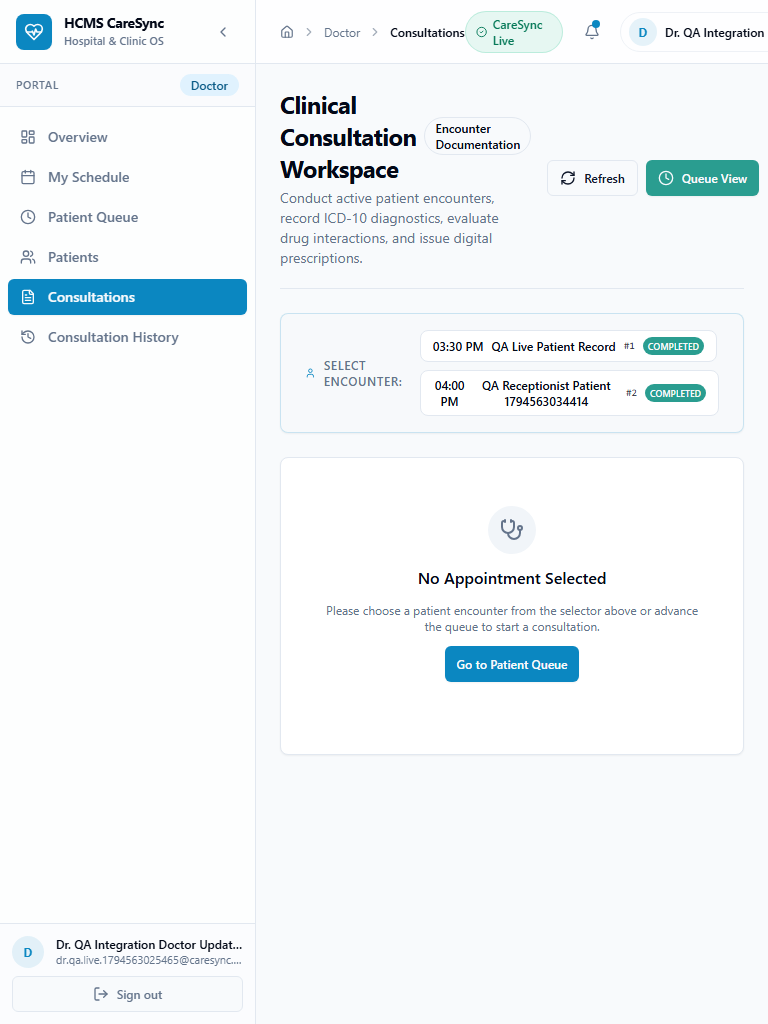 HCMS CareSync
Hospital & Clinic OS
PORTAL
Doctor
Overview
My Schedule
Patient Queue
Patients
Consultations
Consultation History
Dr. QA Integration Doctor Updat...
dr.qa.live.1794563025465@caresync....
Sign out
Doctor
Consultations
CareSync
Live
D
Dr. QA Integration
Clinical
Consultation
Workspace
Encounter
Documentation
Conduct active patient encounters,
record ICD-10 diagnostics, evaluate
drug interactions, and issue digital
prescriptions.
Refresh
Queue View
SELECT
ENCOUNTER:
03:30 PM QA Live Patient Record #1 COMPLETED
04:00
PM
QA Receptionist Patient
1794563034414
#2 COMPLETED
No Appointment Selected
Please choose a patient encounter from the selector above or advance
the queue to start a consultation.
Go to Patient Queue
D